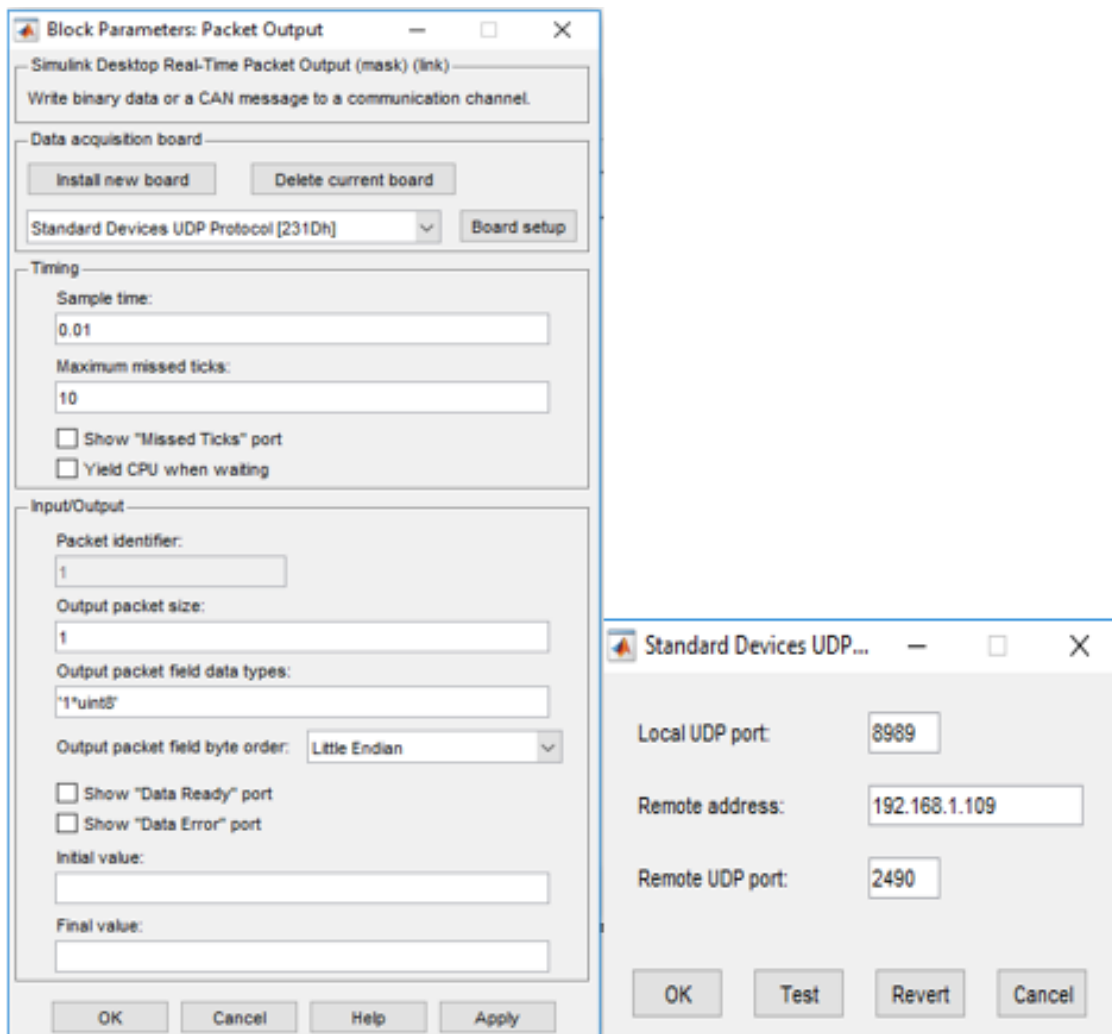 Block Parameters: Packet Output
Simulink Desktop Real-Time Packet Output (mask) (link)
Write binary data or a CAN message to a communication channel.
Data acquisition board
Install new board
Delete current board
Standard Devices UDP Protocol [231Dh]
Board setup
Timing
Sample time:
0.01
Maximum missed ticks:
10
Show "Missed Ticks" port
Yield CPU when waiting
Input/Output
Packet identifier:
1
Output packet size:
1
Output packet field data types:
'1*uint8'
Output packet field byte order: Little Endian
Show "Data Ready" port
Show "Data Error" port
Initial value:
Final value:
OK Cancel Help Apply
Standard Devices UDP...
Local UDP port: 8989
Remote address: 192.168.1.109
Remote UDP port: 2490
OK Test Revert Cancel